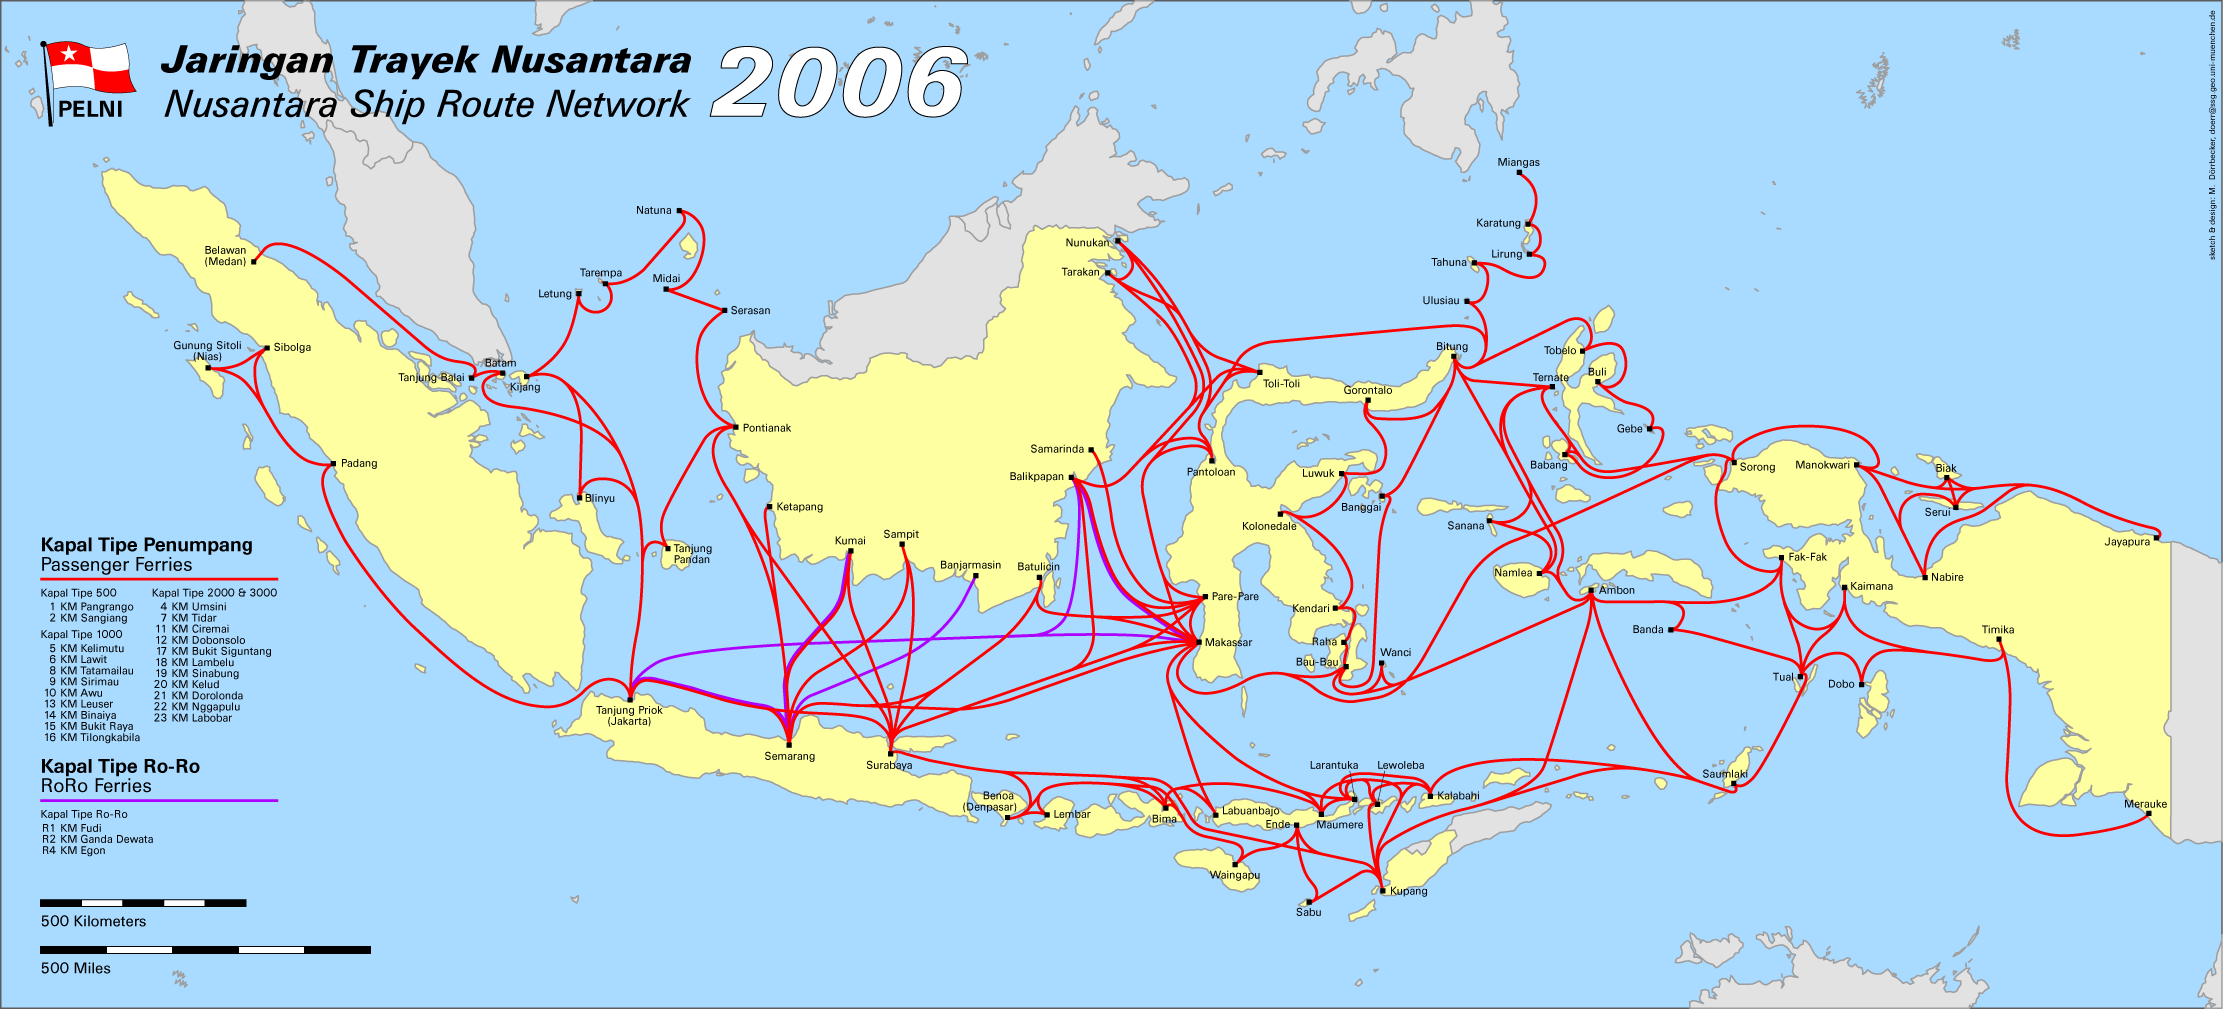 PELNI
Jaringan Trayek Nusantara
Nusantara Ship Route Network
2006
sketch & design: M. Dörrbecker, doerr@ssg.geo.uni-muenchen.de
Miangas
Natuna
Karatung
Nunukan
Belawan
(Medan)
Lirung
Tahuna
Tarakan
Tarempa
Midai
Letung
Ulusiau
Serasan
Gunung Sitoli
(Nias)
Sibolga
Bitung
Tobelo
Batam
Tanjung Balai
Kijang
Toli-Toli
Buli
Ternate
Gorontalo
Pontianak
Gebe
Samarinda
Padang
Babang
Sorong
Manokwari
Biak
Pantoloan
Luwuk
Balikpapan
Blinyu
Ketapang
Banggai
Serui
Kolonedale
Sanana
Sampit
Kumai
Jayapura
Tanjung
Pandan
Banjarmasin
Batulicin
Fak-Fak
Namlea
Nabire
Kaimana
Ambon
Pare-Pare
Kendari
Banda
Timika
Raha
Makassar
Wanci
Bau-Bau
Tual
Dobo
Tanjung Priok
(Jakarta)
Semarang
Surabaya
Larantuka
Lewoleba
Saumlaki
Benoa
(Denpasar)
Kalabahi
Merauke
Lembar
Bima
Labuanbajo
Ende
Maumere
Waingapu
Kupang
Sabu
Kapal Tipe Penumpang
Passenger Ferries
Kapal Tipe 500
1 KM Pangrango
2 KM Sangiang
Kapal Tipe 1000
5 KM Kelimutu
6 KM Lawit
8 KM Tatamailau
9 KM Sirimau
10 KM Awu
13 KM Leuser
14 KM Binaiya
15 KM Bukit Raya
16 KM Tilongkabila
Kapal Tipe 2000 & 3000
4 KM Umsini
7 KM Tidar
11 KM Ciremai
12 KM Dobonsolo
17 KM Bukit Siguntang
18 KM Lambelu
19 KM Sinabung
20 KM Kelud
21 KM Dorolonda
22 KM Nggapulu
23 KM Labobar
Kapal Tipe Ro-Ro
RoRo Ferries
Kapal Tipe Ro-Ro
R1 KM Fudi
R2 KM Ganda Dewata
R4 KM Egon
500 Kilometers
500 Miles